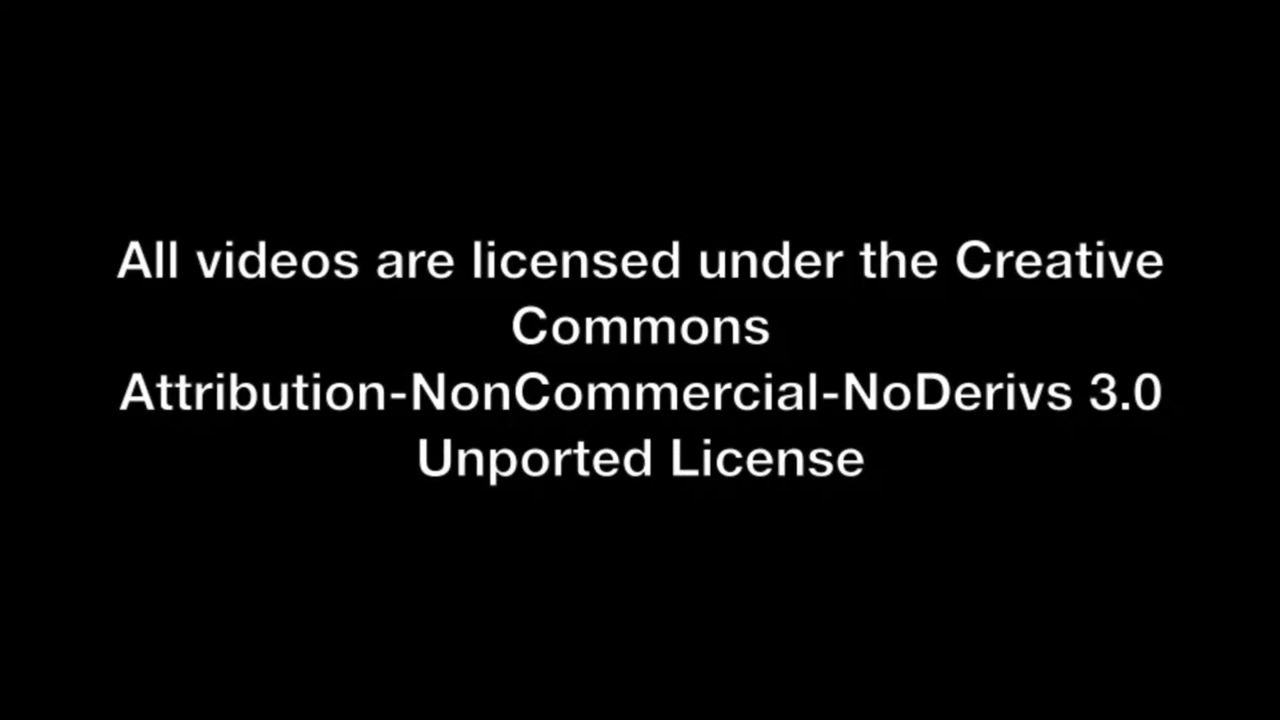 All videos are licensed under the Creative
Commons
Attribution-NonCommercial-NoDerivs 3.0
Unported License